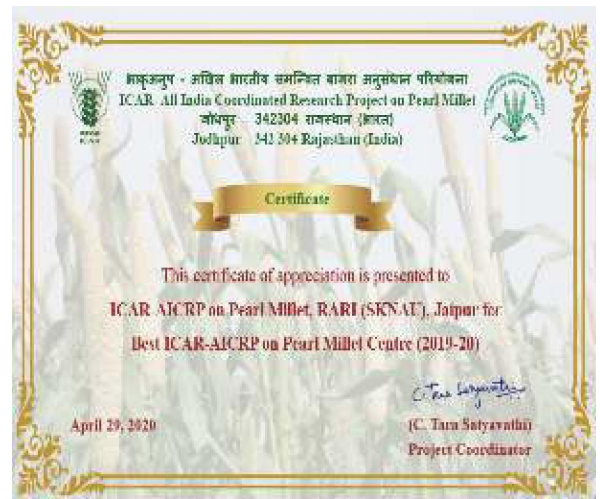 भाकृअनुप - अखिल भारतीय समन्वित बाजरा अनुसंधान परियोजना
ICAR All India Coordinated Research Project on Pearl Millet
जोधपुर 342304 राजस्थान (भारत)
Jodhpur 342 304 Rajasthan (India)
ICAR
Certificate
This certificate of appreciation is presented to
ICAR AICRP on Pearl Millet, RARI (SKNAU), Jaipur for
Best ICAR-AICRP on Pearl Millet Centre (2019-20)
C. Tara Satyavathi
April 29, 2020
(C. Tara Satyavathi)
Project Coordinator